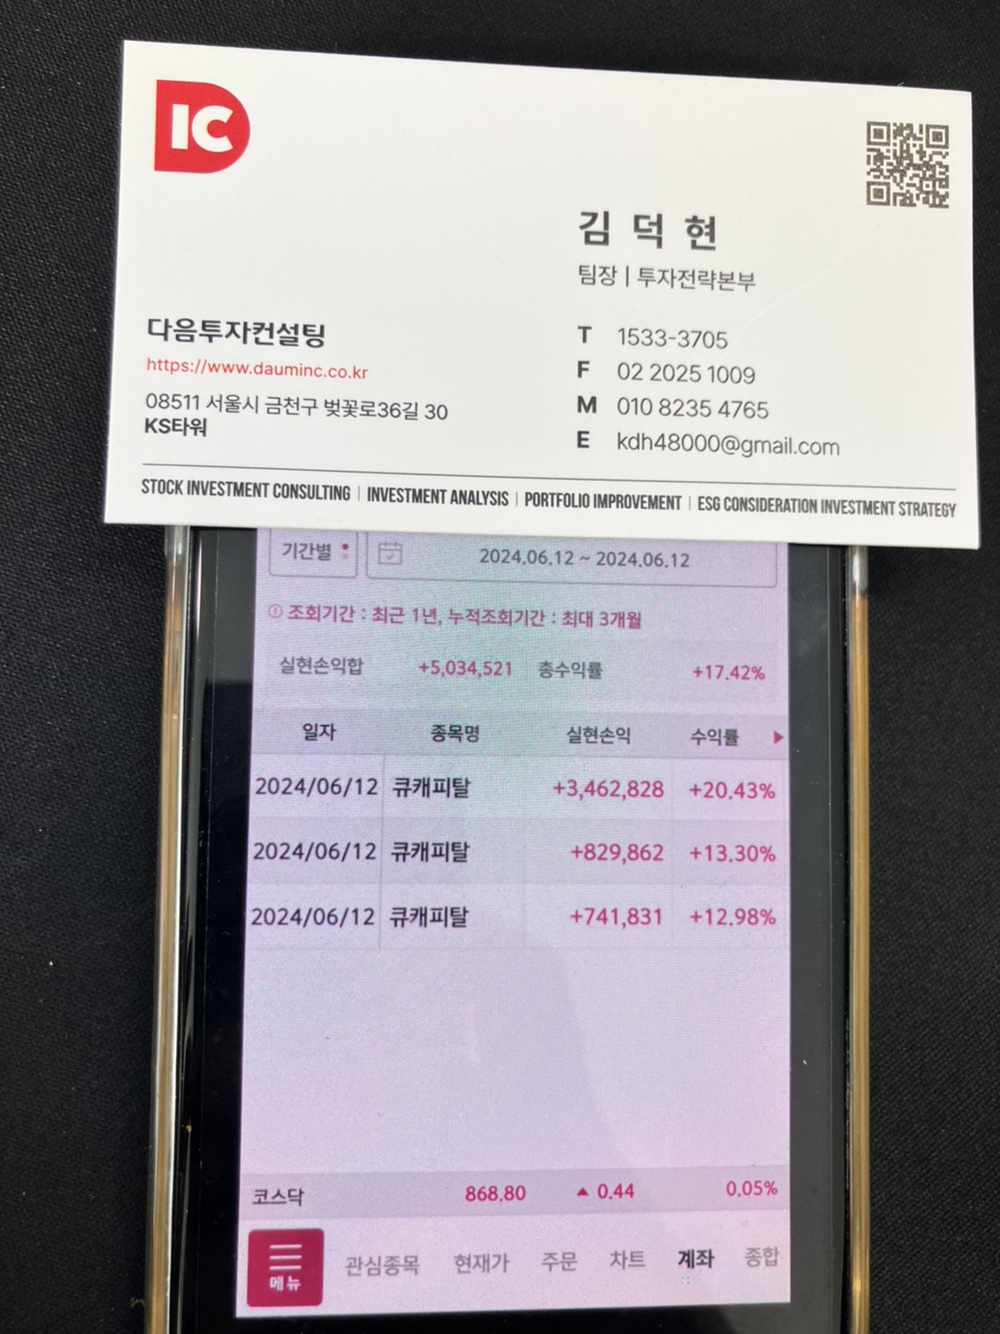 IC
김덕현
팀장 | 투자전략본부
다음투자컨설팅
https://www.dauminc.co.kr
08511 서울시 금천구 벚꽃로36길 30
KS타워
T 1533-3705
F 02 2025 1009
M 010 8235 4765
E kdh48000@gmail.com
STOCK INVESTMENT CONSULTING | INVESTMENT ANALYSIS | PORTFOLIO IMPROVEMENT | ESG CONSIDERATION INVESTMENT STRATEGY
기간별 2024.06.12 ~ 2024.06.12
조회기간 : 최근 1년, 누적조회기간 : 최대 3개월
실현손익합 +5,034,521 총수익률 +17.42%
일자 종목명 실현손익 수익률 ▶
2024/06/12 큐캐피탈 +3,462,828 +20.43%
2024/06/12 큐캐피탈 +829,862 +13.30%
2024/06/12 큐캐피탈 +741,831 +12.98%
코스닥 868.80 ▲ 0.44 0.05%
메뉴 관심종목 현재가 주문 차트 계좌 종합